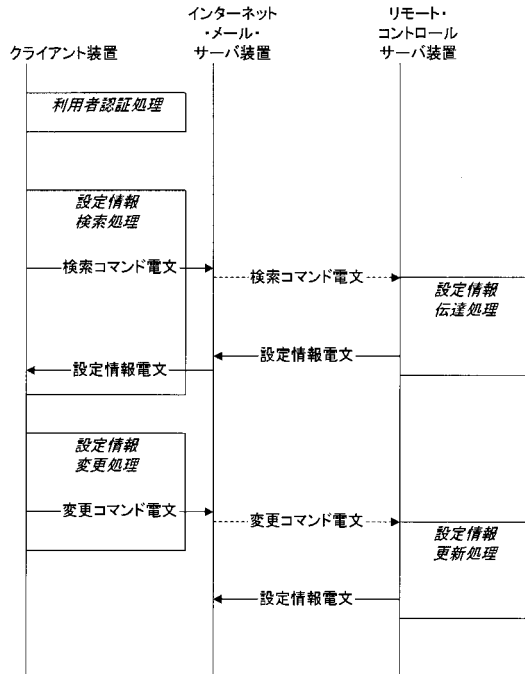 クライアント装置
インターネット
・メール・
サーバ装置
リモート・
コントロール
サーバ装置
利用者認証処理
設定情報
検索処理
検索コマンド電文
検索コマンド電文
設定情報
伝達処理
設定情報電文
設定情報電文
設定情報
変更処理
変更コマンド電文
変更コマンド電文
設定情報
更新処理
設定情報電文